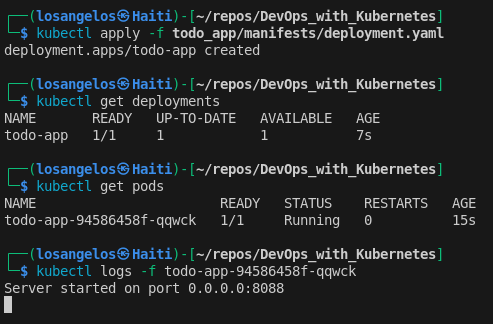 ┌──(losangelos㉿Haiti)-[~/repos/DevOps_with_Kubernetes]
└─$ kubectl apply -f todo_app/manifests/deployment.yaml
deployment.apps/todo-app created
┌──(losangelos㉿Haiti)-[~/repos/DevOps_with_Kubernetes]
└─$ kubectl get deployments
NAME       READY   UP-TO-DATE   AVAILABLE   AGE
todo-app   1/1     1            1           7s
┌──(losangelos㉿Haiti)-[~/repos/DevOps_with_Kubernetes]
└─$ kubectl get pods
NAME                       READY   STATUS    RESTARTS   AGE
todo-app-94586458f-qqwck   1/1     Running   0          15s
┌──(losangelos㉿Haiti)-[~/repos/DevOps_with_Kubernetes]
└─$ kubectl logs -f todo-app-94586458f-qqwck
Server started on port 0.0.0.0:8088